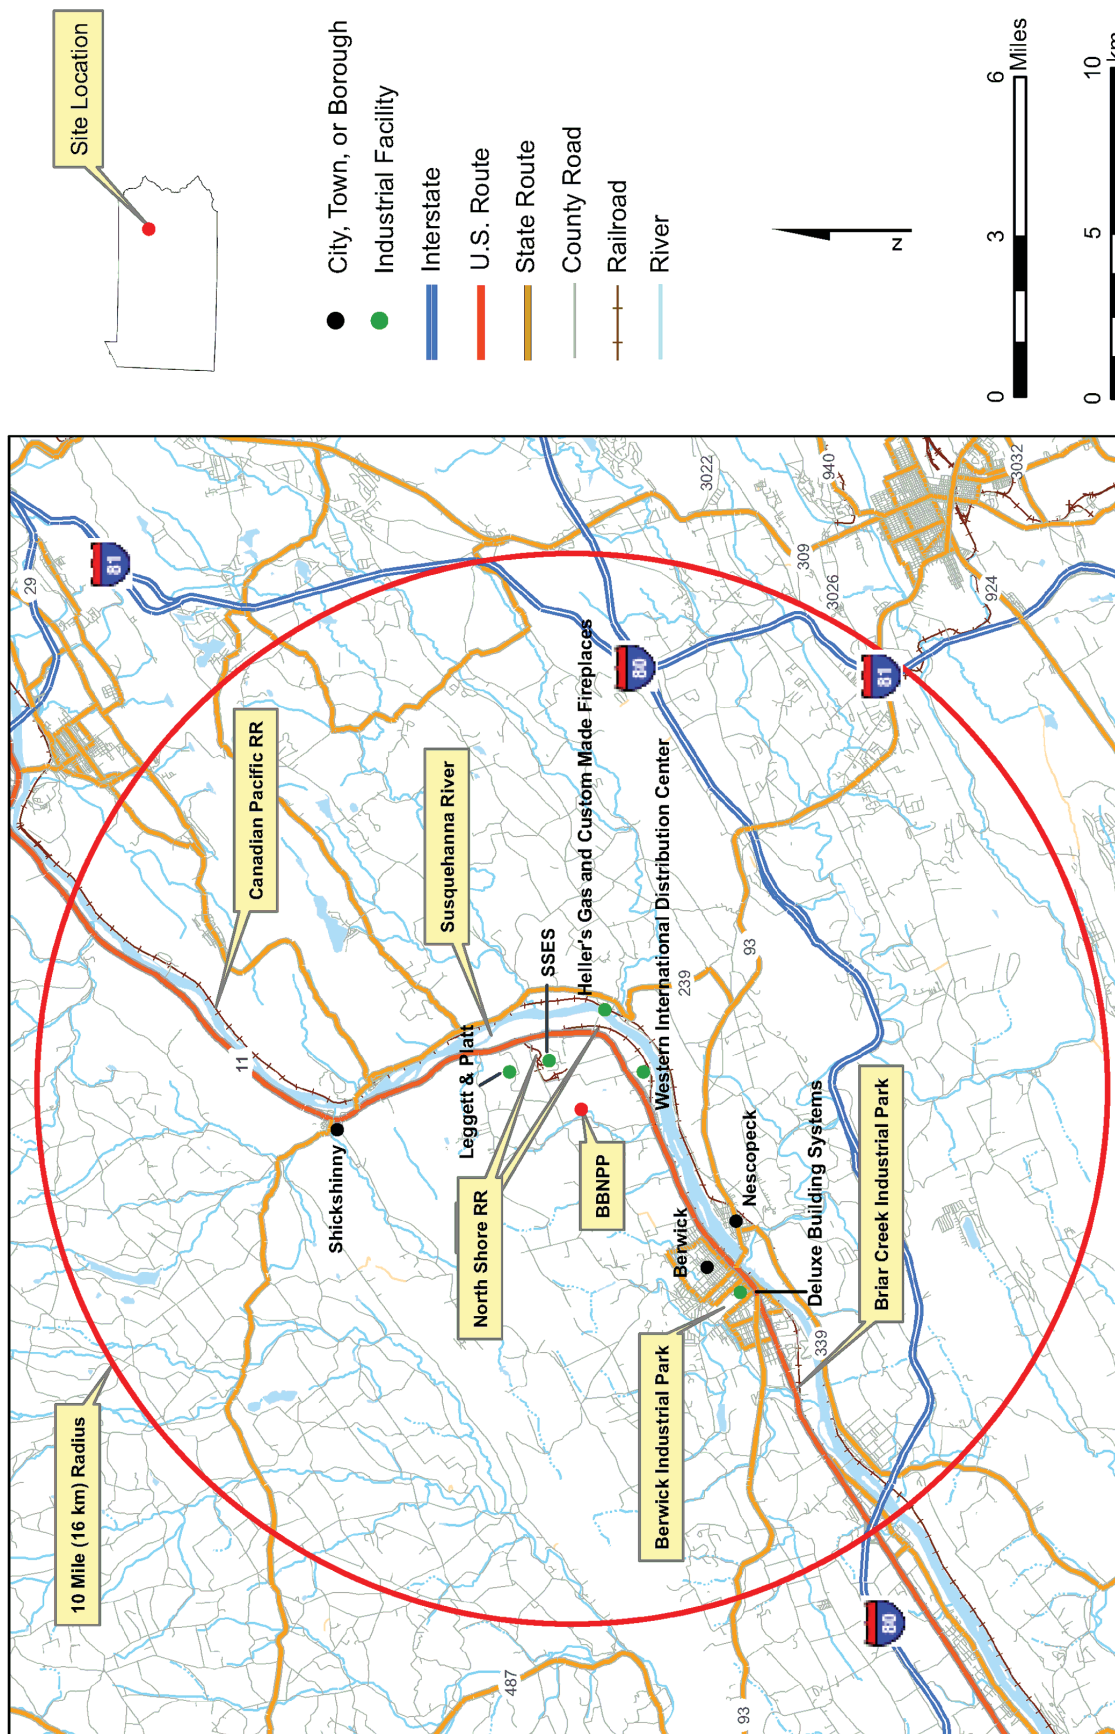 Site Location
City, Town, or Borough
Industrial Facility
Interstate
U.S. Route
State Route
County Road
Railroad
River
N
0
3
6
Miles
0
5
10
km
10 Mile (16 km) Radius
Canadian Pacific RR
Susquehanna River
Shickshinny
Leggett & Platt
SSES
North Shore RR
BBNPP
Heller's Gas and Custom Made Fireplaces
Western International Distribution Center
Berwick
Nescopeck
Berwick Industrial Park
Deluxe Building Systems
Briar Creek Industrial Park
29
81
11
80
81
3022
940
3032
309
3026
924
93
239
339
80
487
93